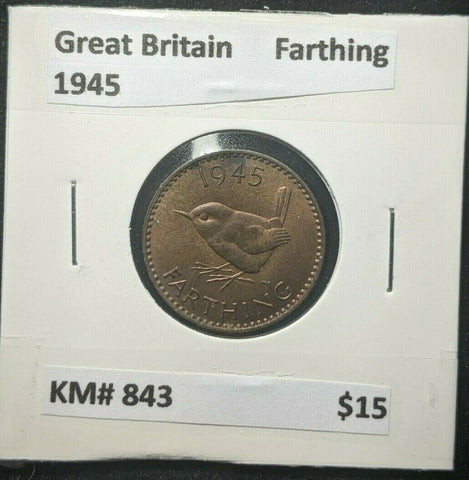 Great Britain Farthing
1945
1945
FARTHING
KM# 843 $15